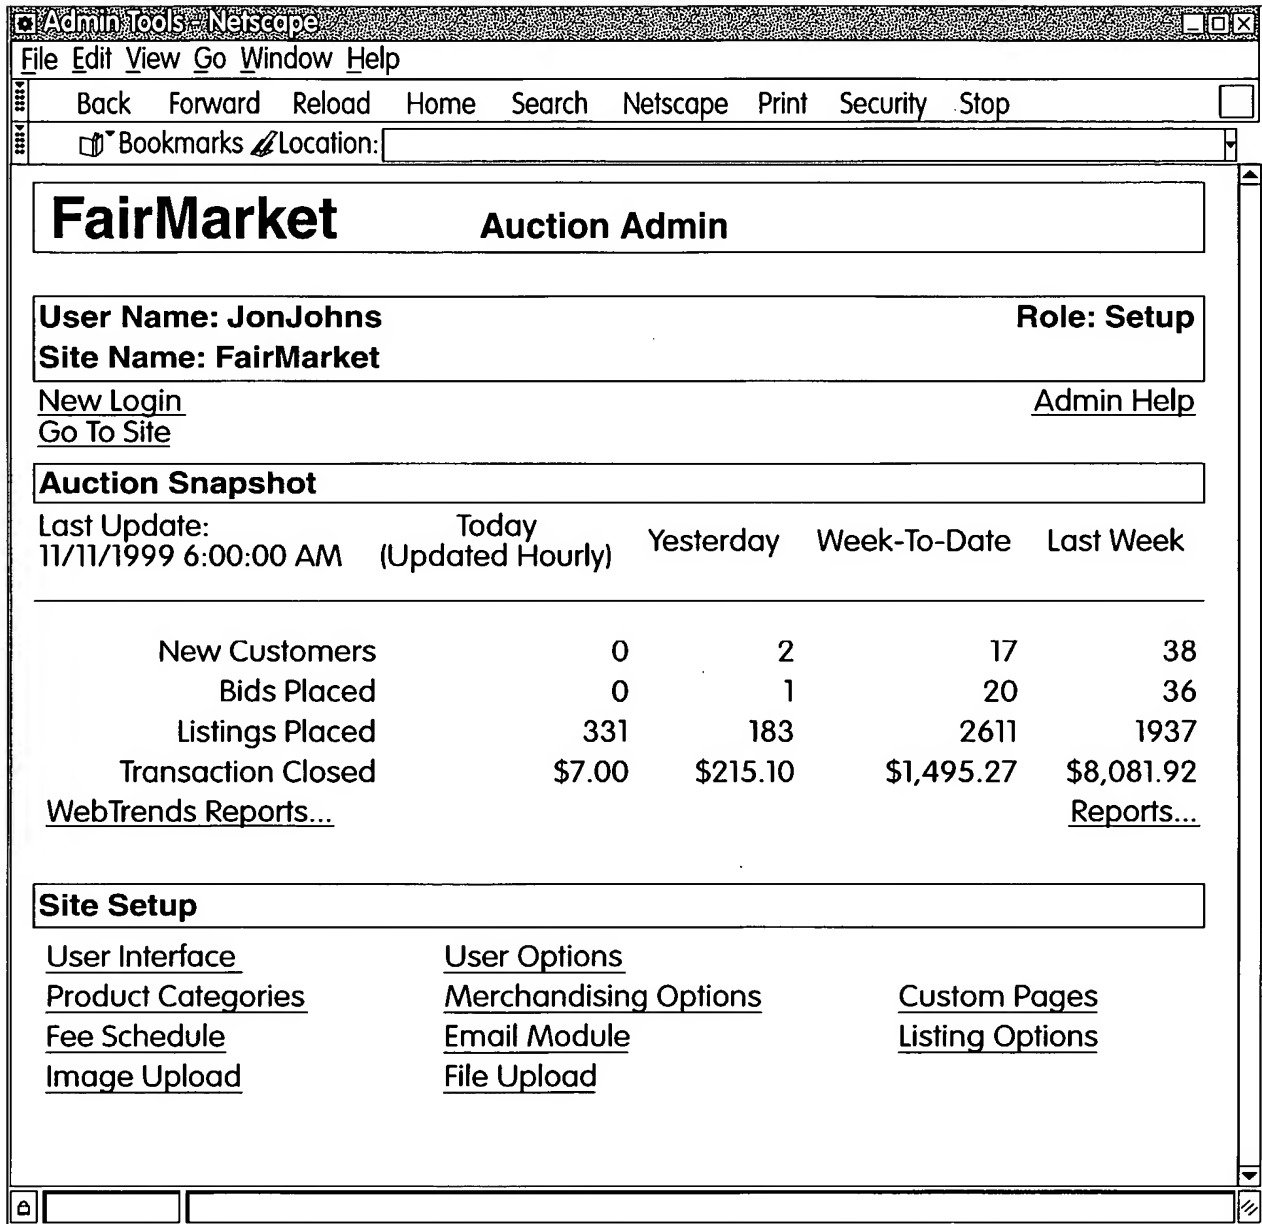 Admin Tools - Netscape
File Edit View Go Window Help
Back Forward Reload Home Search Netscape Print Security Stop
Bookmarks Location:
FairMarket Auction Admin
User Name: JonJohns Role: Setup
Site Name: FairMarket
New Login Admin Help
Go To Site
Auction Snapshot
Last Update: Today
11/11/1999 6:00:00 AM (Updated Hourly) Yesterday Week-To-Date Last Week
New Customers 0 2 17 38
Bids Placed 0 1 20 36
Listings Placed 331 183 2611 1937
Transaction Closed $7.00 $215.10 $1,495.27 $8,081.92
WebTrends Reports... Reports...
Site Setup
User Interface User Options
Product Categories Merchandising Options Custom Pages
Fee Schedule Email Module Listing Options
Image Upload File Upload